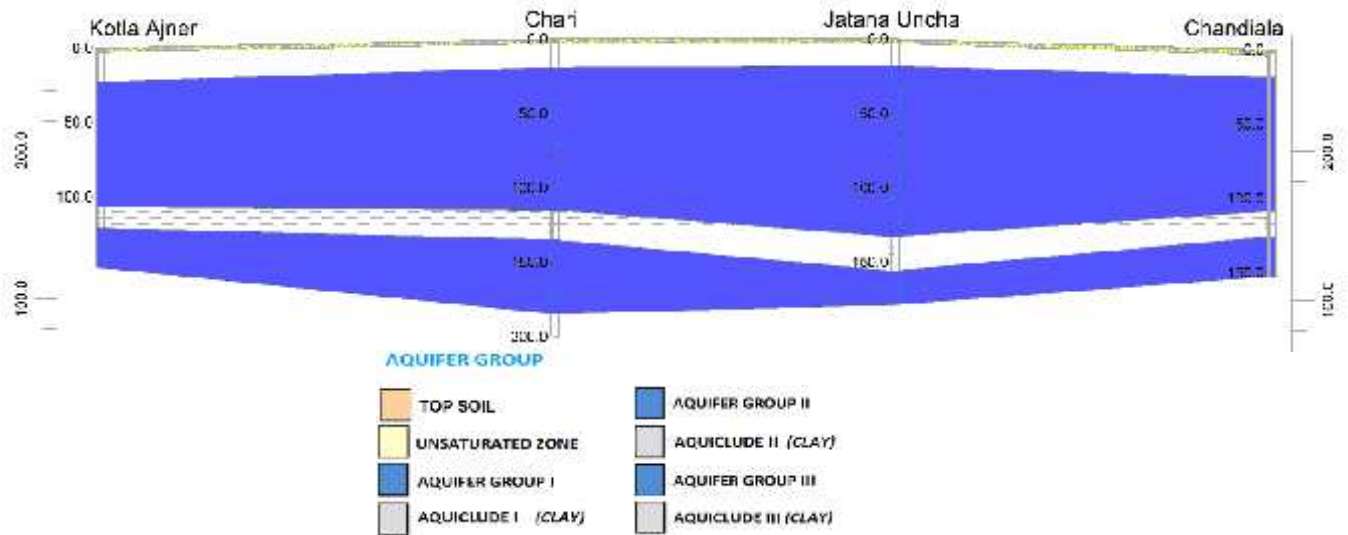 Kotla Ajner
Chari
Jatana Uncha
Chandiala
0.0
0.0
0.0
0.0
50.0
50.0
50.0
50.0
200.0
200.0
100.0
100.0
100.0
100.0
150.0
150.0
150.0
100.0
100.0
200.0
AQUIFER GROUP
TOP SOIL
UNSATURATED ZONE
AQUIFER GROUP I
AQUICLUDE I (CLAY)
AQUIFER GROUP II
AQUICLUDE II (CLAY)
AQUIFER GROUP III
AQUICLUDE III (CLAY)